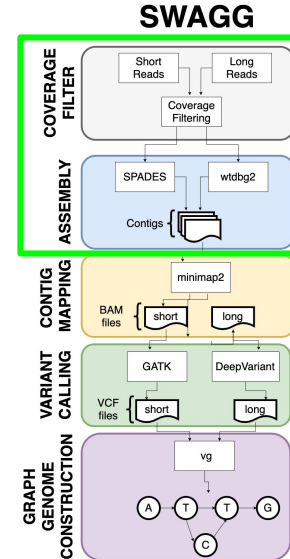 SWAGG
COVERAGE
FILTER
Short
Reads
Long
Reads
Coverage
Filtering
ASSEMBLY
SPADES
wtdbg2
Contigs
CONTIG
MAPPING
minimap2
BAM
files
short
long
VARIANT
CALLING
GATK
DeepVariant
VCF
files
short
long
GRAPH
GENOME
CONSTRUCTION
vg
A
T
T
G
C